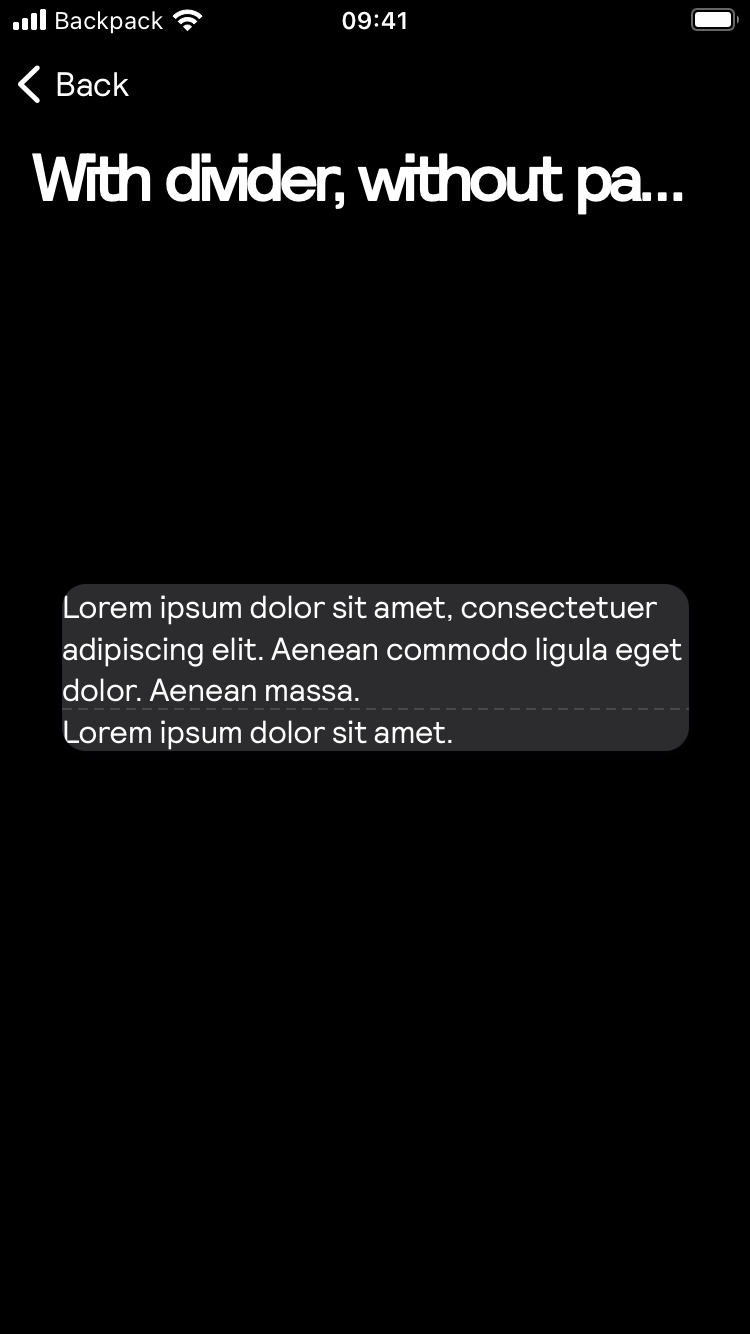 Backpack 09:41
Back
With divider, without pa...
Lorem ipsum dolor sit amet, consectetuer
adipiscing elit. Aenean commodo ligula eget
dolor. Aenean massa.
Lorem ipsum dolor sit amet.